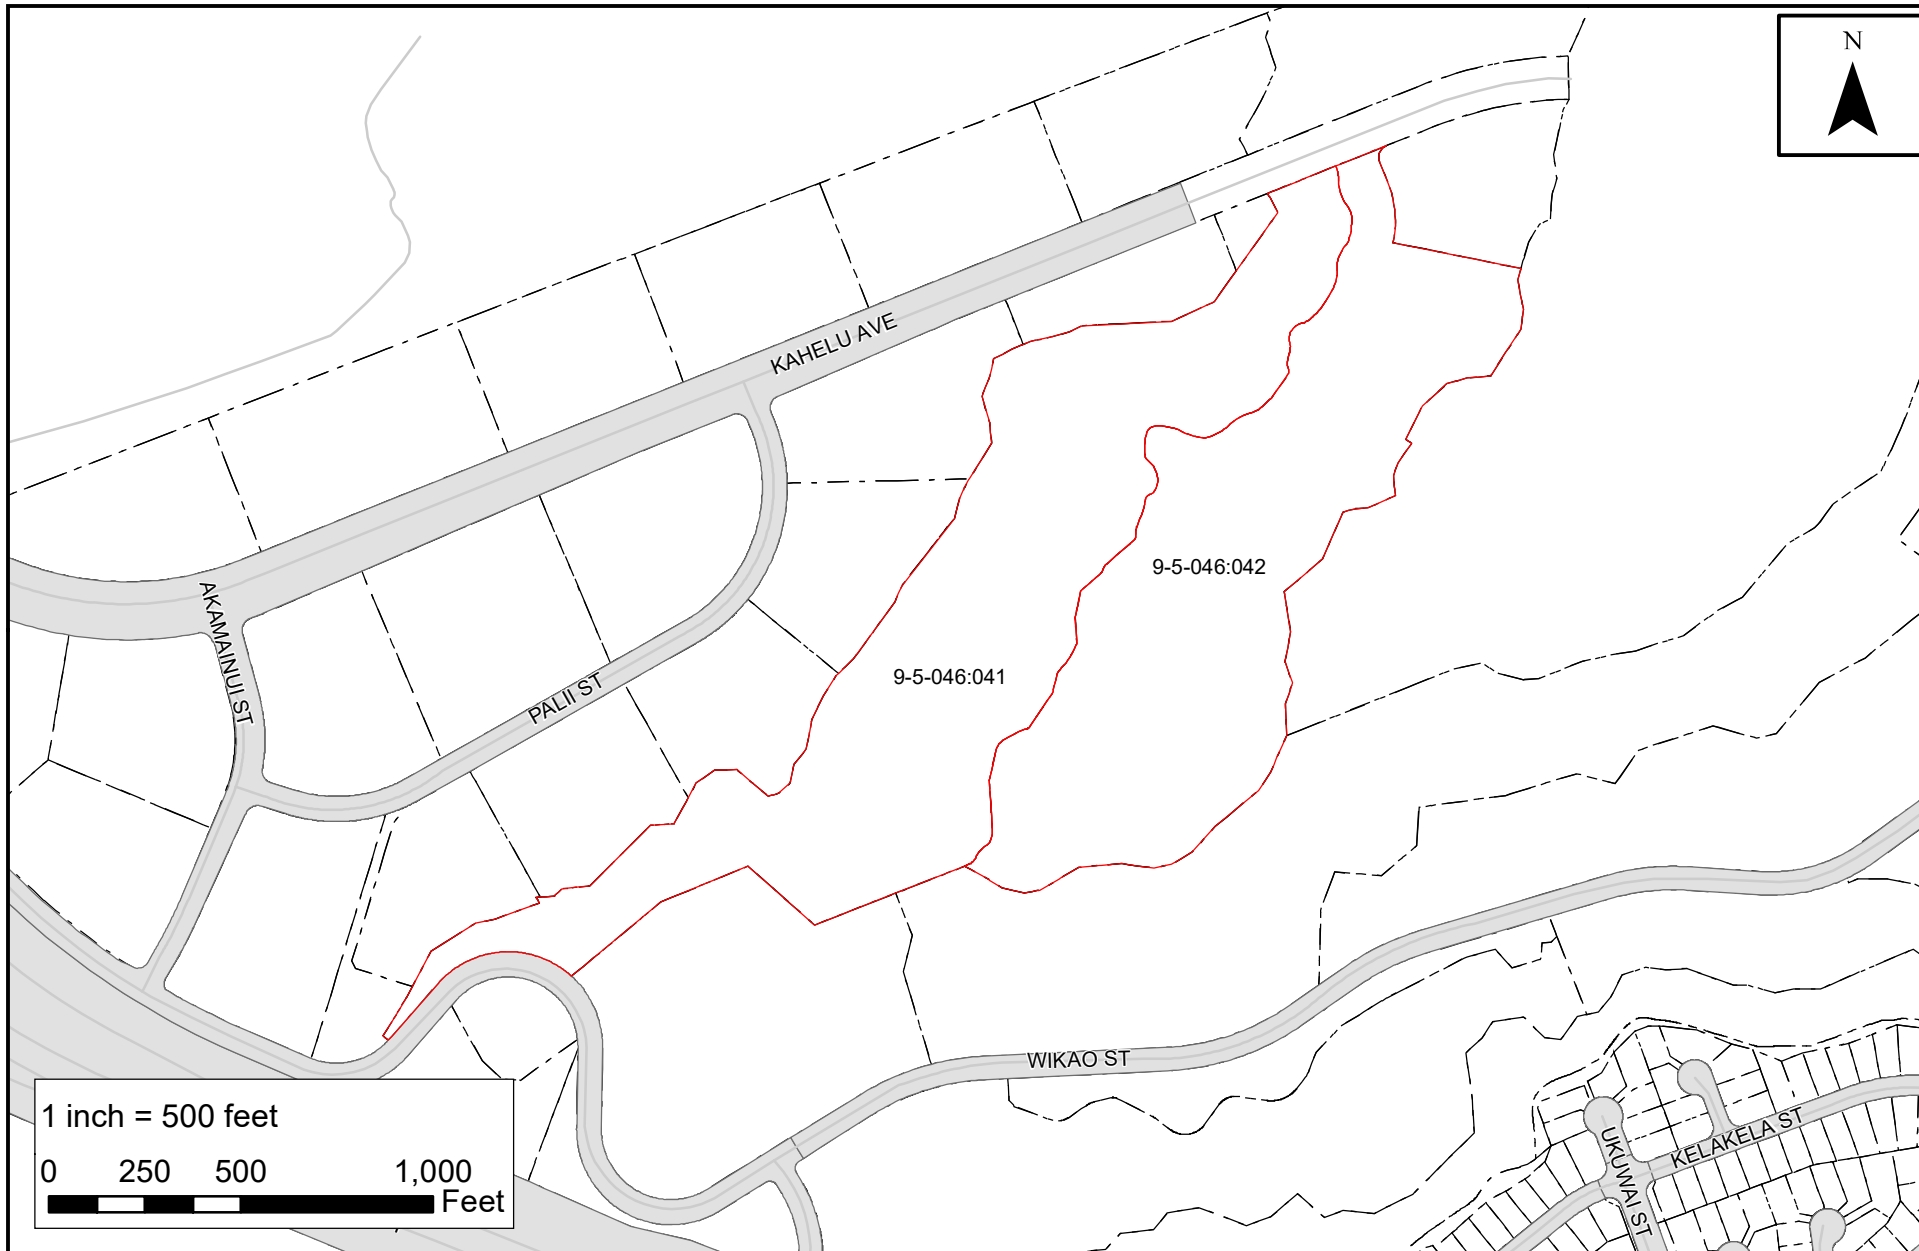 N
KAHELU AVE
9-5-046:042
AKAMAINUI ST
9-5-046:041
PALII ST
WIKAO ST
1 inch = 500 feet
0 250 500 1,000
Feet
KELAKELA ST
UKUWAI ST